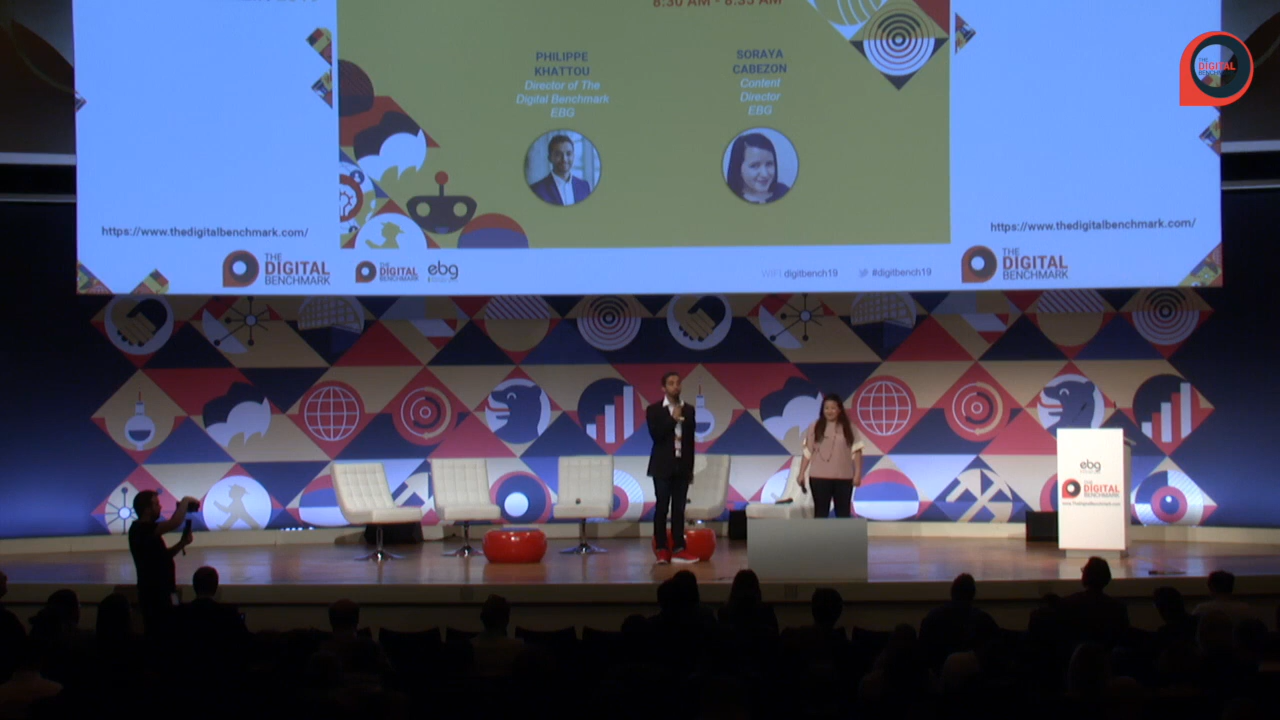 8:30 AM - 8:35 AM
PHILIPPE
KHATTOU
Director of The
Digital Benchmark
EBG
SORAYA
CABEZON
Content
Director
EBG
THE
DIGITAL
BENCHMARK
https://www.thedigitalbenchmark.com/
https://www.thedigitalbenchmark.com/
THE
DIGITAL
BENCHMARK
THE
DIGITAL
BENCHMARK
ebg
WIFI digitbench19
#digitbench19
THE
DIGITAL
BENCHMARK
ebg
THE
DIGITAL
BENCHMARK